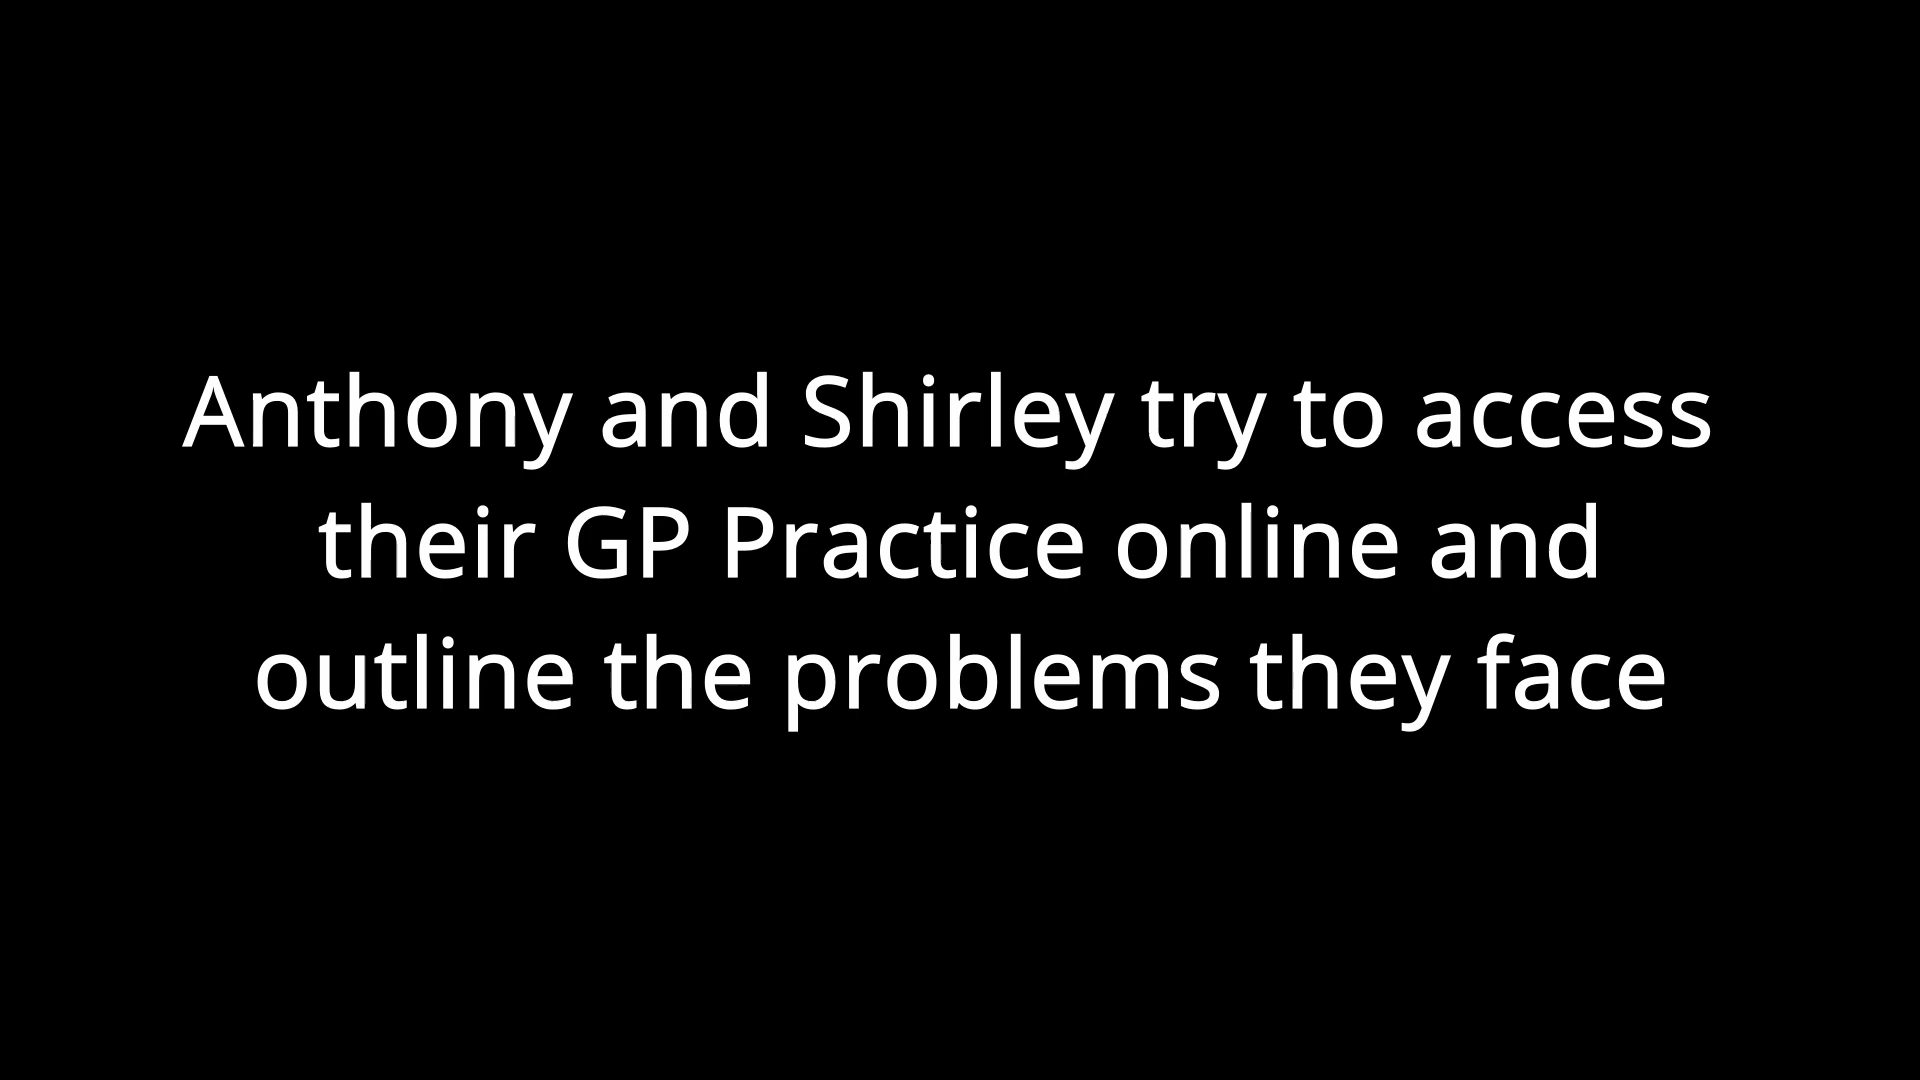 Anthony and Shirley try to access
their GP Practice online and
outline the problems they face